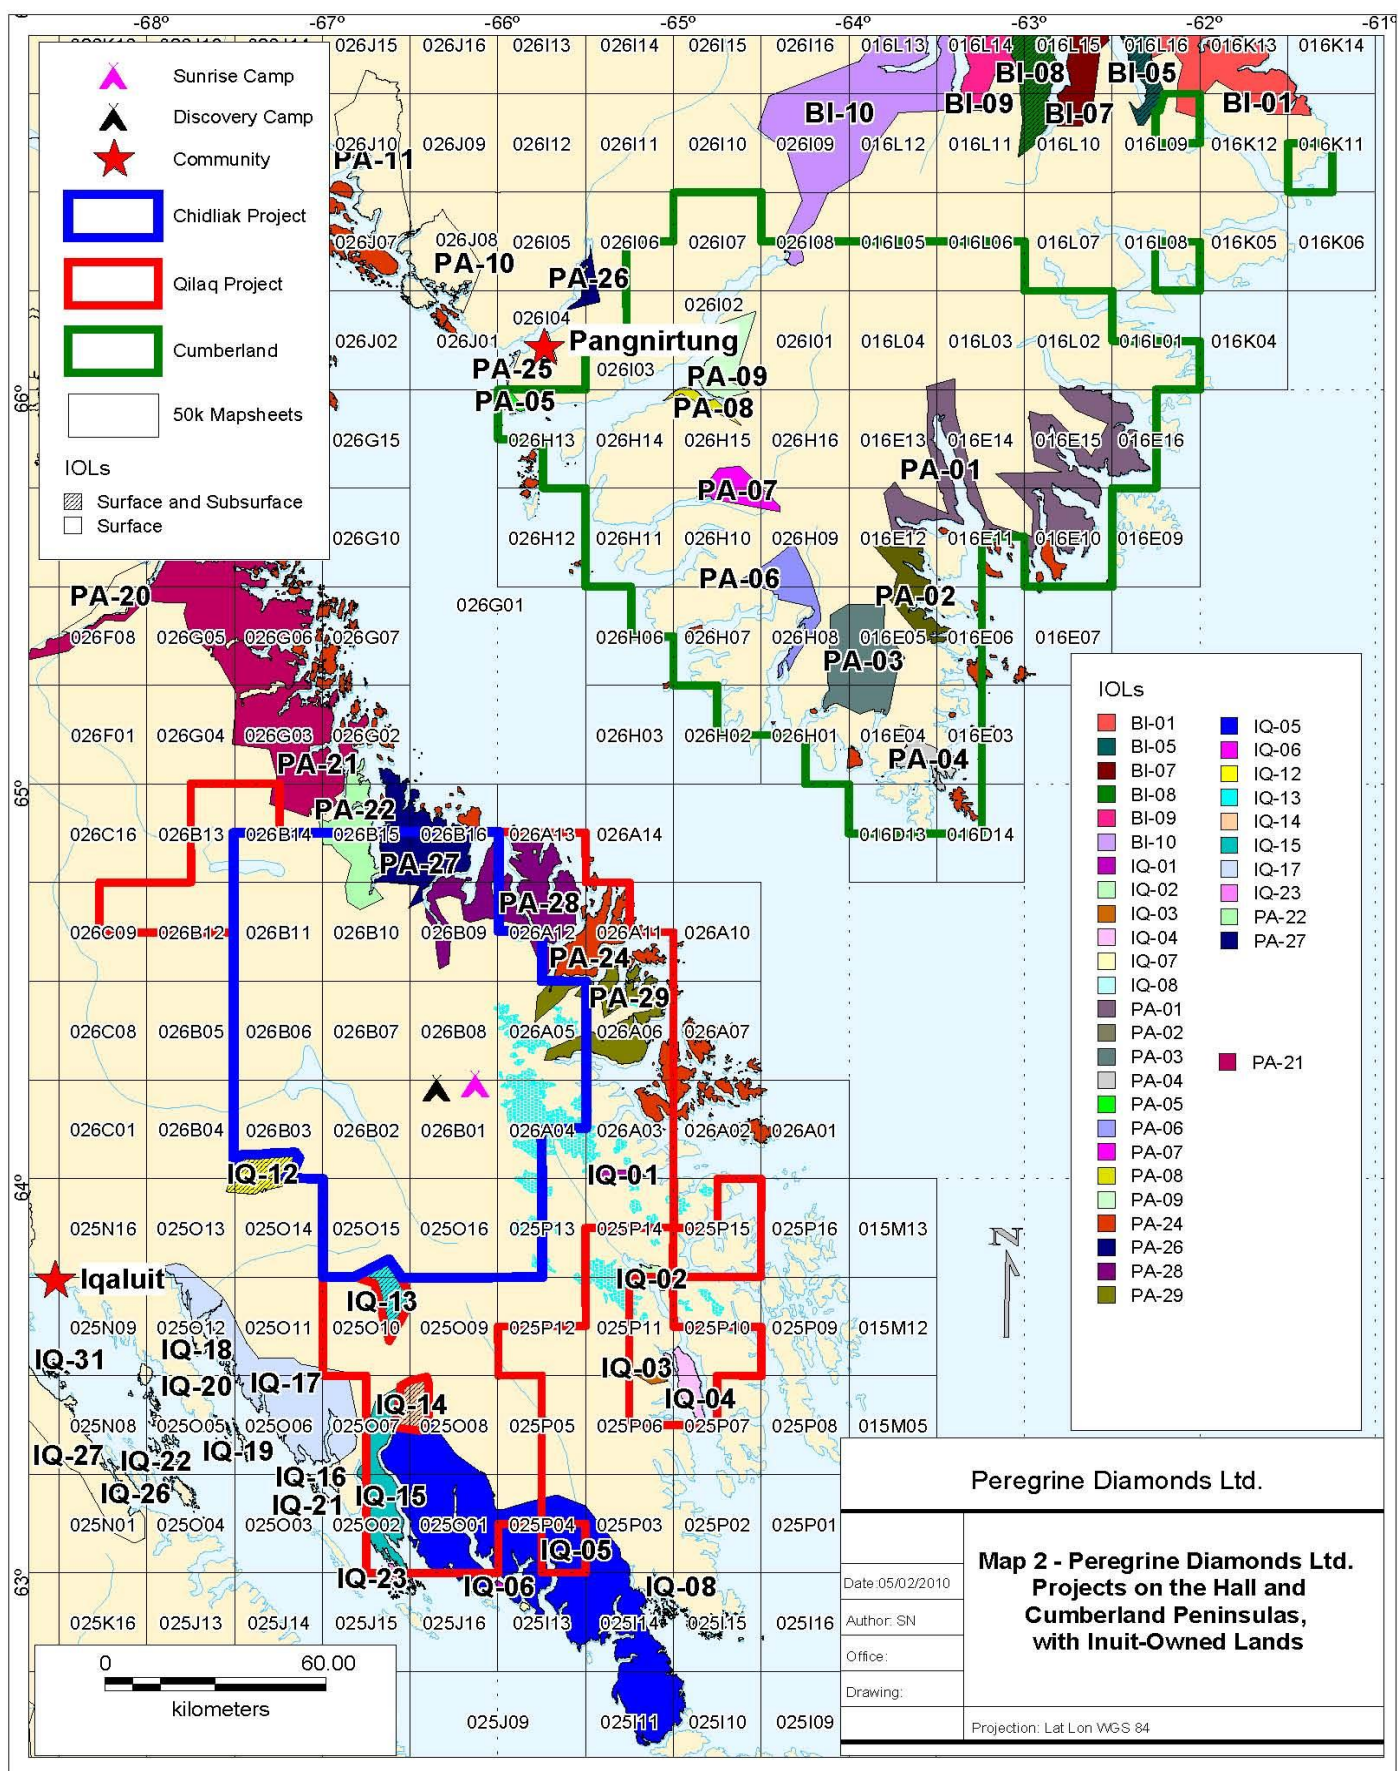 -68° -67° -66° -65° -64° -63° -62° -61°
026J15 026J16 026I13 026I14 026I15 026I16 016L13 016L14 016L15 016L16 016K13 016K14
Sunrise Camp
Discovery Camp
Community
Chidliak Project
Qilaq Project
Cumberland
50k Mapsheets
IOLs
Surface and Subsurface
Surface
BI-08 BI-05
BI-10 BI-09 BI-07 BI-01
026J10 026J09 026I12 026I11 026I10 026I09 016L12 016L11 016L10 016L09 016K12 016K11
PA-11
026J07 026J08 026I05 026I06 026I07 026I08 016L05 016L06 016L07 016L08 016K05 016K06
PA-10 PA-26
026I04 026I02
026J02 026J01 Pangnirtung 026I01 016L04 016L03 016L02 016L01 016K04
PA-25 026I03 PA-09
66°
PA-05 PA-08
026G15 026H13 026H14 026H15 026H16 016E13 016E14 016E15 016E16
PA-01
PA-07
026G10 026H12 026H11 026H10 026H09 016E12 016E11 016E10 016E09
PA-06
PA-20 026G01 PA-02
026F08 026G05 026G06 026G07 026H06 026H07 026H08 016E05 016E06 016E07
PA-03
026F01 026G04 026G03 026G02 026H03 026H02 026H01 016E04 016E03
PA-21 PA-04
65°
PA-22
026C16 026B13 026B14 026B15 026B16 026A13 026A14 016D13 016D14
PA-27
PA-28
026C09 026B12 026B11 026B10 026B09 026A12 026A11 026A10
PA-24
PA-29
026C08 026B05 026B06 026B07 026B08 026A05 026A06 026A07
026C01 026B04 026B03 026B02 026B01 026A04 026A03 026A02 026A01
IQ-12 IQ-01
64°
025N16 025O13 025O14 025O15 025O16 025P13 025P14 025P15 025P16 015M13
N
Iqaluit IQ-02
IQ-13
025N09 025O12 025O11 025O10 025O09 025P12 025P11 025P10 025P09 015M12
IQ-18
IQ-31 IQ-03
IQ-20 IQ-17 IQ-04
IQ-14
025N08 025O05 025O06 025O07 025O08 025P05 025P06 025P07 025P08 015M05
IQ-27 IQ-22 IQ-19
IQ-16
IQ-26 IQ-21 IQ-15
025N01 025O04 025O03 025O02 025O01 025P04 025P03 025P02 025P01
IQ-05
63°
IQ-23 IQ-06 IQ-08
025K16 025J13 025J14 025J15 025J16 025I13 025I14 025I15 025I16
025J09 025I11 025I10 025I09
0 60.00
kilometers
IOLs
BI-01
BI-05
BI-07
BI-08
BI-09
BI-10
IQ-01
IQ-02
IQ-03
IQ-04
IQ-07
IQ-08
PA-01
PA-02
PA-03
PA-04
PA-05
PA-06
PA-07
PA-08
PA-09
PA-24
PA-26
PA-28
PA-29
IQ-05
IQ-06
IQ-12
IQ-13
IQ-14
IQ-15
IQ-17
IQ-23
PA-22
PA-27
PA-21
Peregrine Diamonds Ltd.
Date:05/02/2010
Author: SN
Office:
Drawing:
Map 2 - Peregrine Diamonds Ltd.
Projects on the Hall and
Cumberland Peninsulas,
with Inuit-Owned Lands
Projection: Lat Lon WGS 84